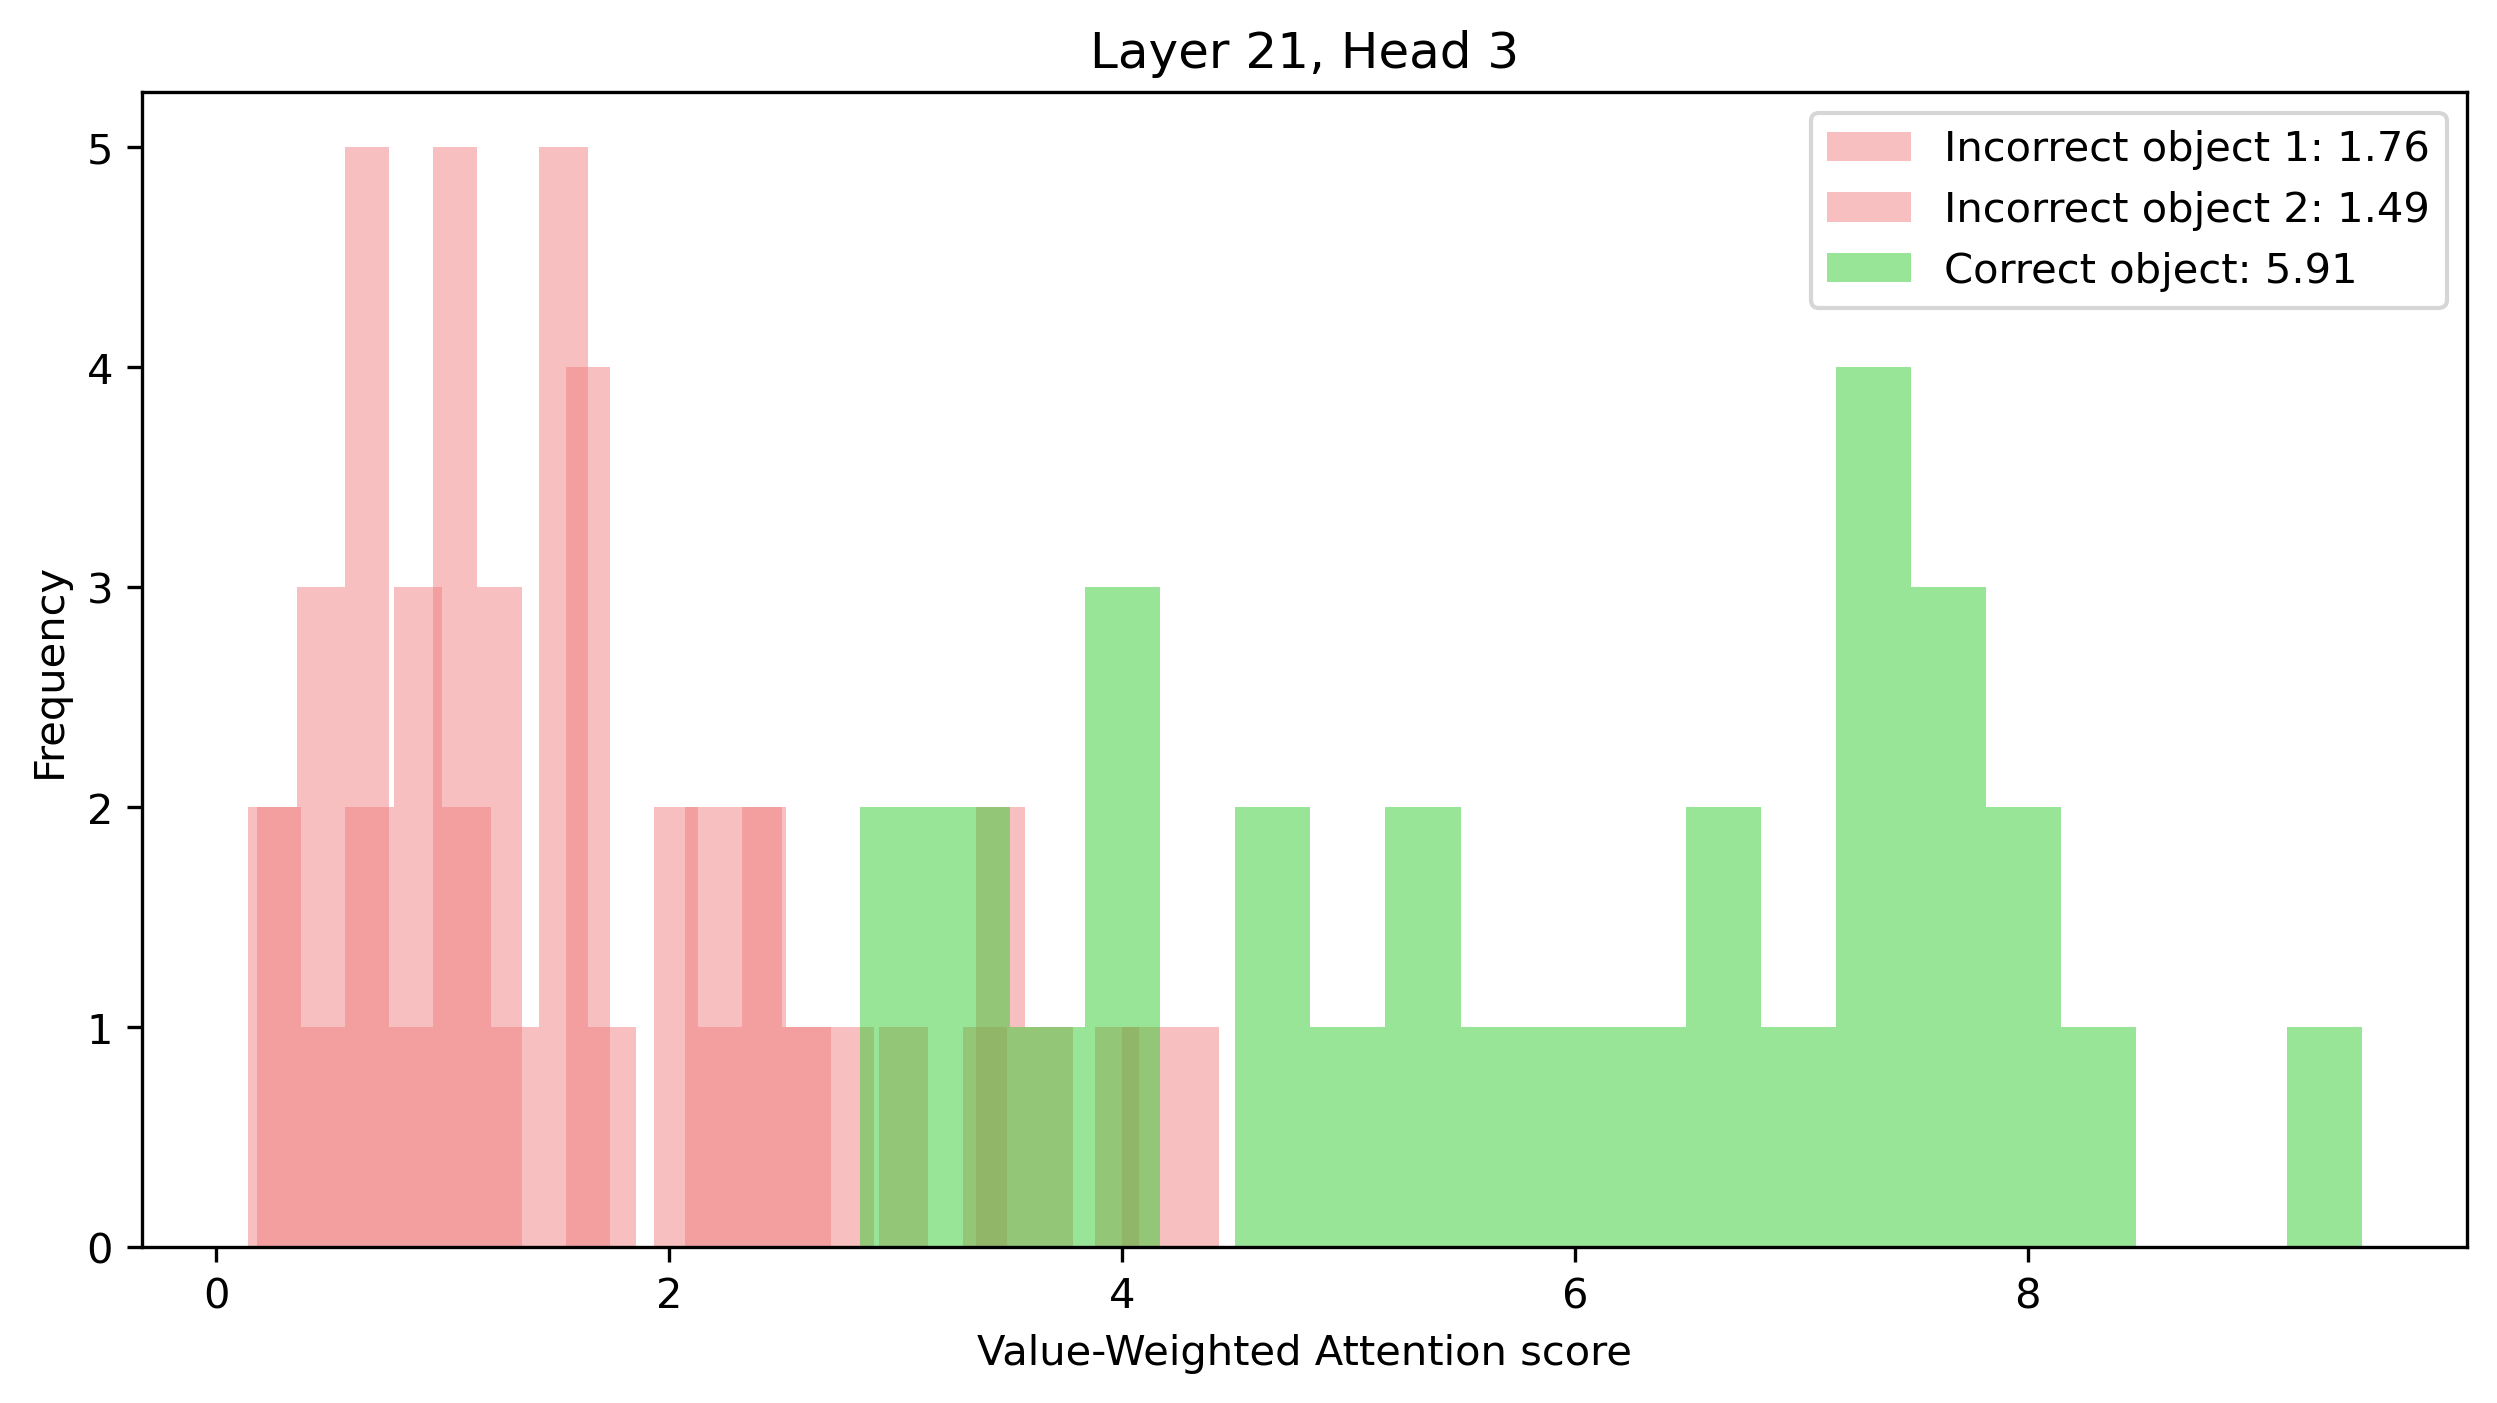 Layer 21, Head 3
Incorrect object 1: 1.76
Incorrect object 2: 1.49
Correct object: 5.91
Frequency
5
4
3
2
1
0
0 2 4 6 8
Value-Weighted Attention score